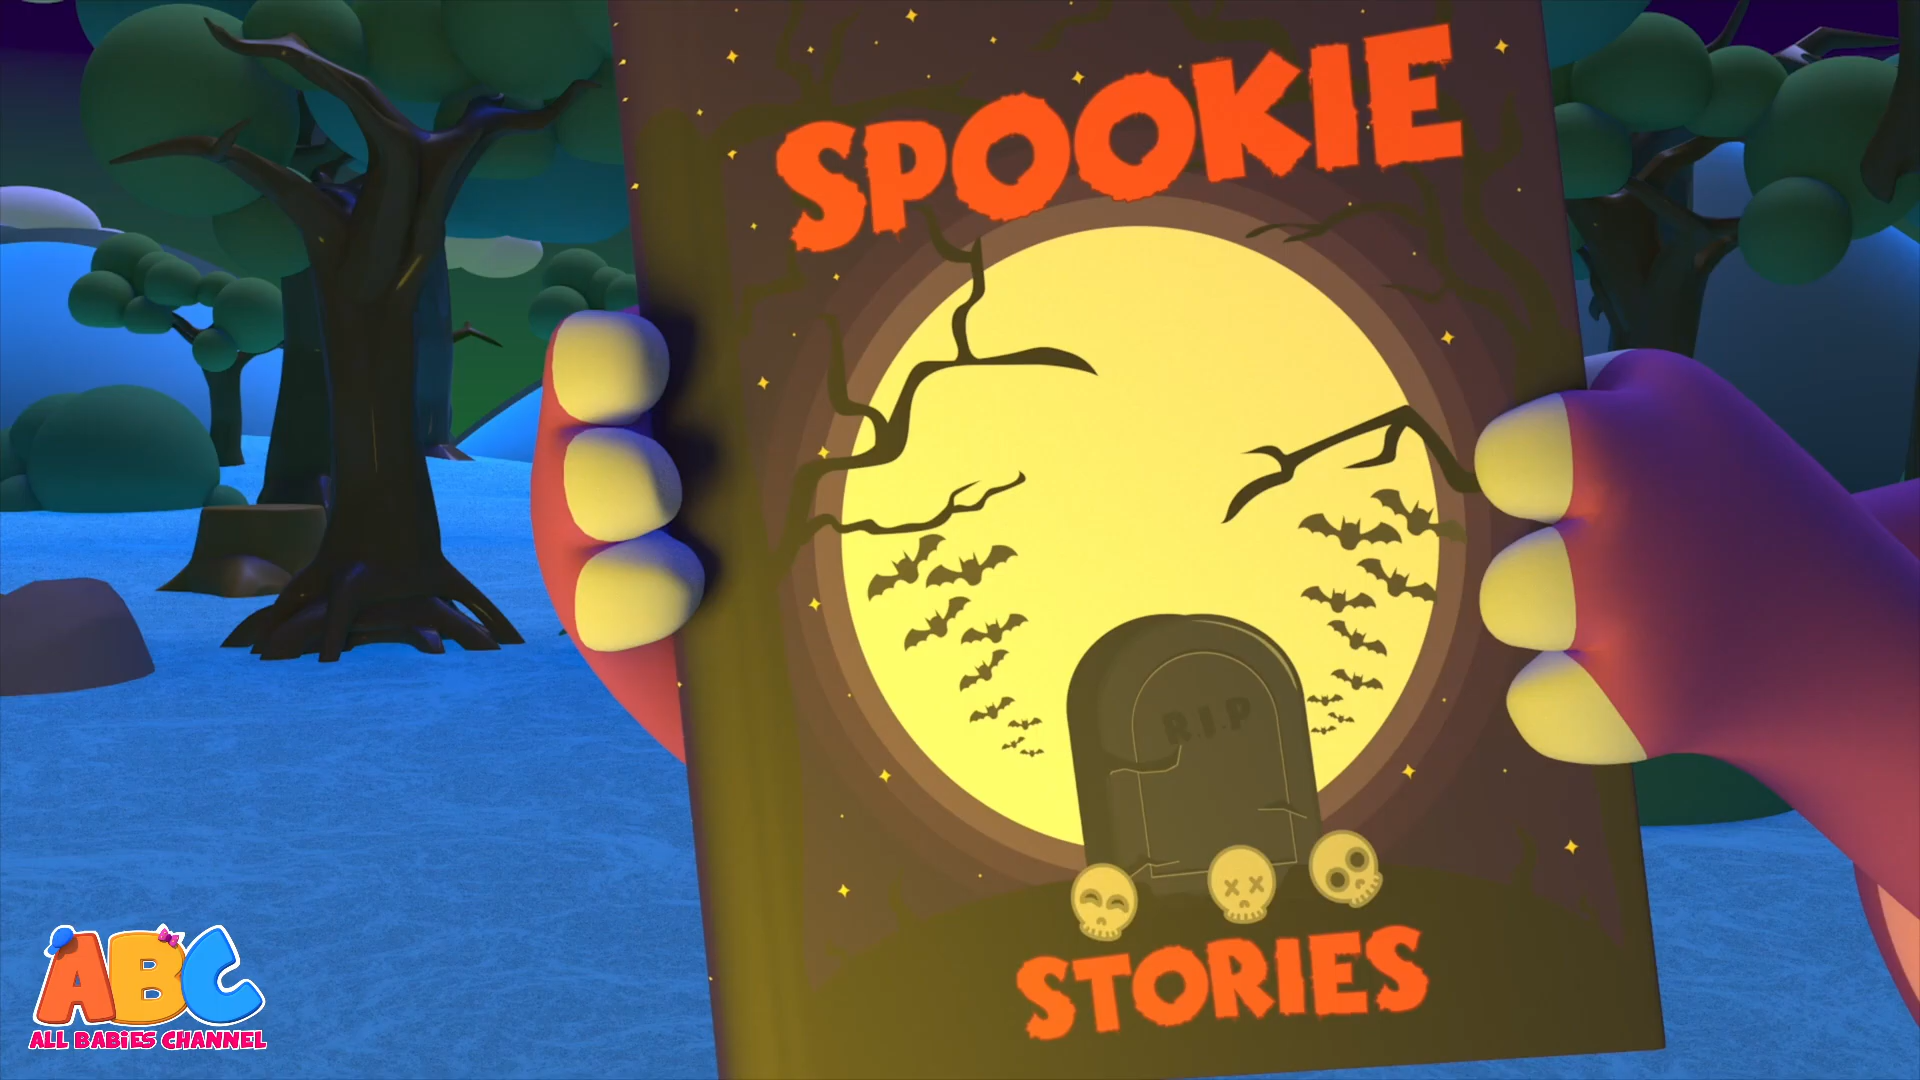 SPOOKIE
R.I.P
STORIES
ABC
ALL BABIES CHANNEL